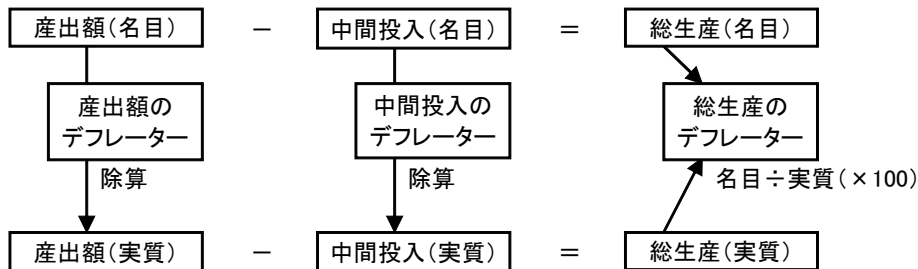 産出額(名目) － 中間投入(名目) ＝ 総生産(名目)
産出額の
デフレーター
中間投入の
デフレーター
総生産の
デフレーター
除算
除算
名目÷実質(×100)
産出額(実質) － 中間投入(実質) ＝ 総生産(実質)